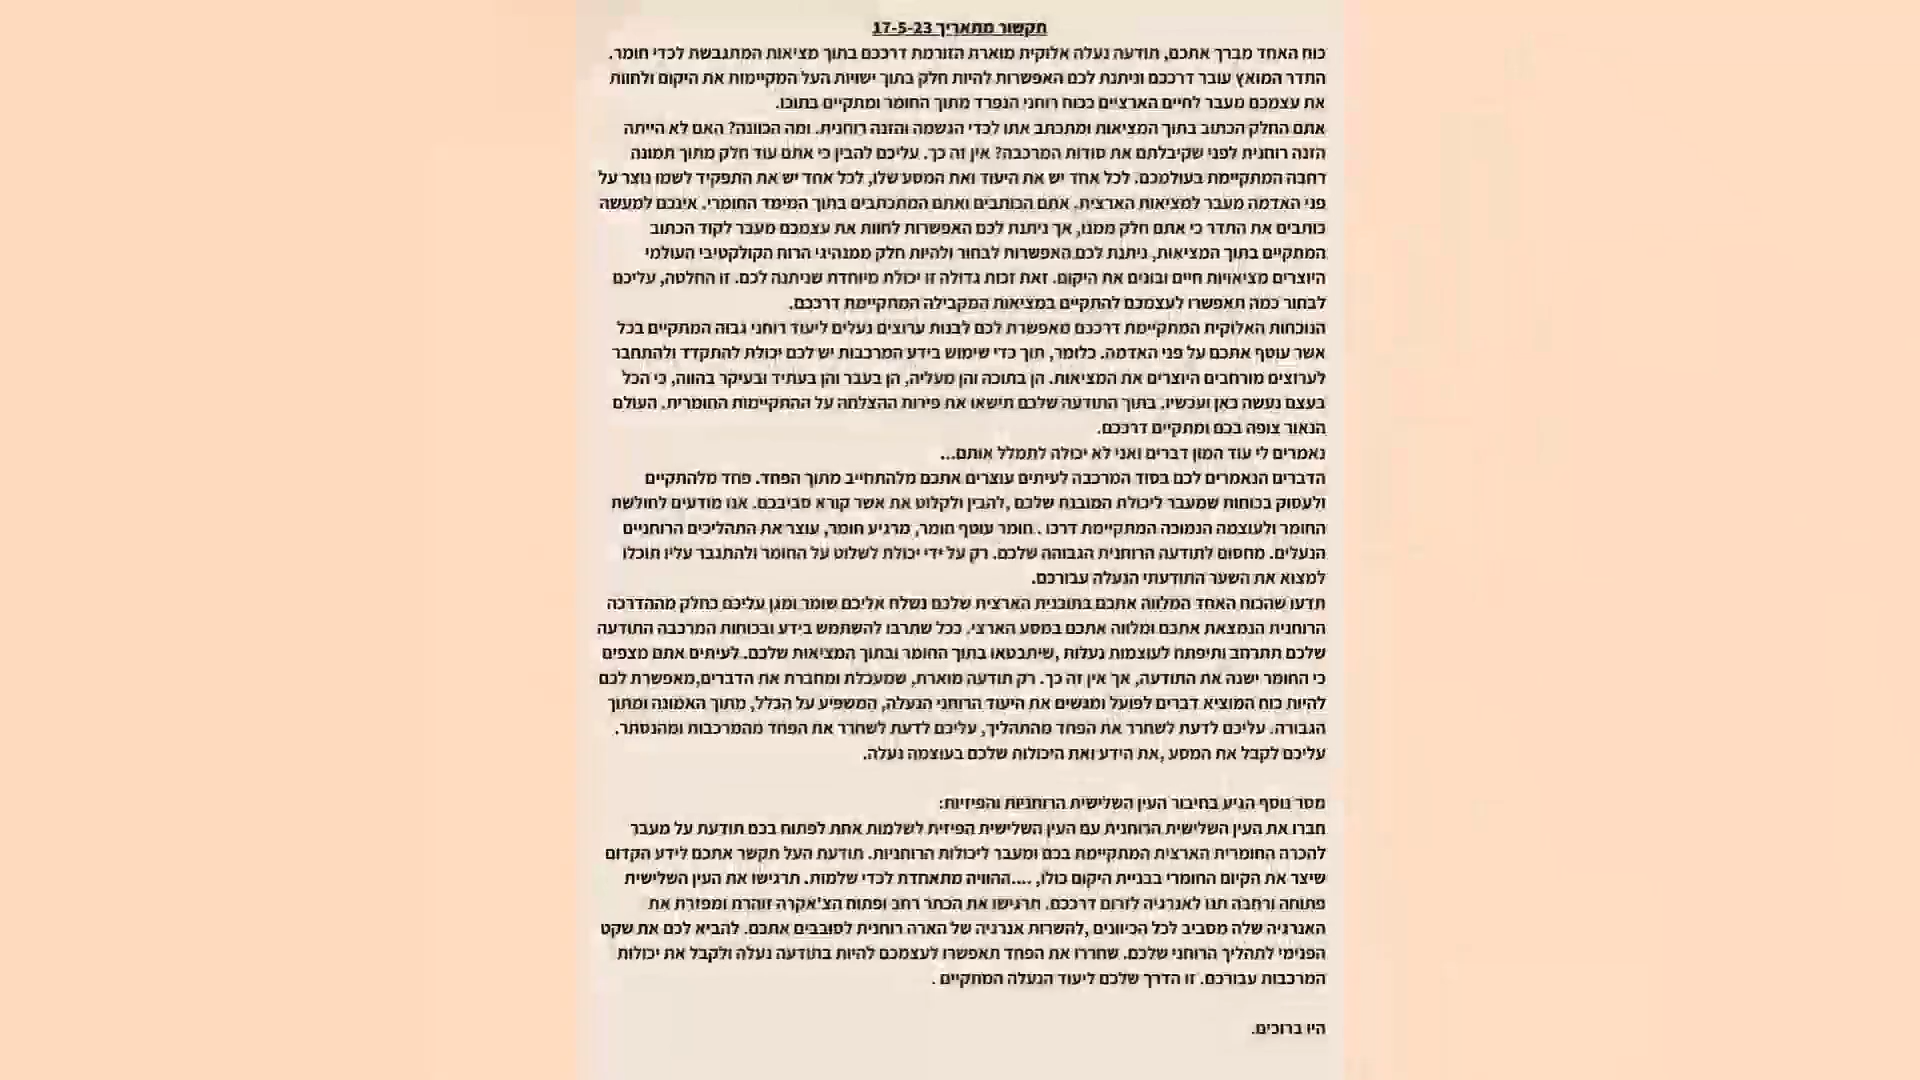 תקשור מתאריך 17-5-23
כוח האחד מברך אתכם, תודעה נעלה אלוקית מוארת הזורמת דרככם בתוך מציאות המתגבשת לכדי חומר.
התדר המואץ עובר דרככם וניתנת לכם האפשרות להיות חלק בתוך ישויות העל המקיימות את היקום ולחוות
את עצמכם מעבר לחיים הארציים ככוח רוחני הנפרד מתוך החומר ומתקיים בתוכו.
אתם החלק הכתוב בתוך המציאות ומתכתב אתו לכדי הגשמה והזנה רוחנית. ומה הכוונה? האם לא הייתה
הזנה רוחנית לפני שקיבלתם את סודות המרכבה? אין זה כך. עליכם להבין כי אתם עוד חלק מתוך תמונה
רחבה המתקיימת בעולמכם. לכל אחד יש את היעוד ואת המסע שלו, לכל אחד יש את התפקיד לשמו נוצר על
פני האדמה מעבר למציאות הארצית. אתם הכותבים ואתם המתכתבים בתוך המימד החומרי. אינכם למעשה
כותבים את התדר כי אתם חלק ממנו, אך ניתנת לכם האפשרות לחוות את עצמכם מעבר לקוד הכתוב
המתקיים בתוך המציאות, ניתנת לכם האפשרות לבחור ולהיות חלק ממנהיגי הרוח הקולקטיבי העולמי
היוצרים מציאויות חיים ובונים את היקום. זאת זכות גדולה זו יכולת מיוחדת שניתנה לכם. זו החלטה, עליכם
לבחור כמה תאפשרו לעצמכם להתקיים במציאות המקבילה המתקיימת דרככם.
הנוכחות האלוקית המתקיימת דרככם מאפשרת לכם לבנות ערוצים נעלים ליעוד רוחני גבוה המתקיים בכל
אשר עוטף אתכם על פני האדמה. כלומר, תוך כדי שימוש בידע המרכבות יש לכם יכולת להתקדד ולהתחבר
לערוצים מורחבים היוצרים את המציאות. הן בתוכה והן מעליה, הן בעבר והן בעתיד ובעיקר בהווה, כי הכל
בעצם נעשה כאן ועכשיו. בתוך התודעה שלכם תישאו את פירות ההצלחה על ההתקיימות החומרית. העולם
הנאור צופה בכם ומתקיים דרככם.
נאמרים לי עוד המון דברים ואני לא יכולה לתמלל אותם...
הדברים הנאמרים לכם בסוד המרכבה לעיתים עוצרים אתכם מלהתחייב מתוך הפחד. פחד מלהתקיים
ולעסוק בכוחות שמעבר ליכולת המובנת שלכם ,להבין ולקלוט את אשר קורא סביבכם. אנו מודעים לחולשת
החומר ולעוצמה הנמוכה המתקיימת דרכו . חומר עוטף חומר, מרגיע חומר, עוצר את התהליכים הרוחניים
הנעלים. מחסום לתודעה הרוחנית הגבוהה שלכם. רק על ידי יכולת לשלוט על החומר ולהתגבר עליו תוכלו
למצוא את השער התודעתי הנעלה עבורכם.
תדעו שהכוח האחד המלווה אתכם בתוכנית הארצית שלכם נשלח אליכם שומר ומגן עליכם כחלק מההדרכה
הרוחנית הנמצאת אתכם ומלווה אתכם במסע הארצי. ככל שתרבו להשתמש בידע ובכוחות המרכבה התודעה
שלכם תתרחב ותיפתח לעוצמות נעלות ,שיתבטאו בתוך החומר ובתוך המציאות שלכם. לעיתים אתם מצפים
כי החומר ישנה את התודעה, אך אין זה כך. רק תודעה מוארת, שמעכלת ומחברת את הדברים,מאפשרת לכם
להיות כוח המוציא דברים לפועל ומגשים את היעוד הרוחני הנעלה, המשפיע על הכלל, מתוך האמונה ומתוך
הגבורה. עליכם לדעת לשחרר את הפחד מהתהליך, עליכם לדעת לשחרר את הפחד מהמרכבות ומהנסתר.
עליכם לקבל את המסע ,את הידע ואת היכולות שלכם בעוצמה נעלה.
מסר נוסף הגיע בחיבור העין השלישית הרוחניות והפיזיות:
חברו את העין השלישית הרוחנית עם העין השלישית הפיזית לשלמות אחת לפתוח בכם תודעת על מעבר
להכרה החומרית הארצית המתקיימת בכם ומעבר ליכולות הרוחניות. תודעת העל תקשר אתכם לידע הקדום
שיצר את הקיום החומרי בבניית היקום כולו, ....ההוויה מתאחדת לכדי שלמות. תרגישו את העין השלישית
פתוחה ורחבה תנו לאנרגיה לזרום דרככם. תרגישו את הכתר רחב ופתוח הצ'אקרה זוהרת ומפזרת את
האנרגיה שלה מסביב לכל הכיוונים ,להשרות אנרגיה של הארה רוחנית לסובבים אתכם. להביא לכם את שקט
הפנימי לתהליך הרוחני שלכם. שחררו את הפחד תאפשרו לעצמכם להיות בתודעה נעלה ולקבל את יכולות
המרכבות עבורכם. זו הדרך שלכם ליעוד הנעלה המתקיים .
היו ברוכים.